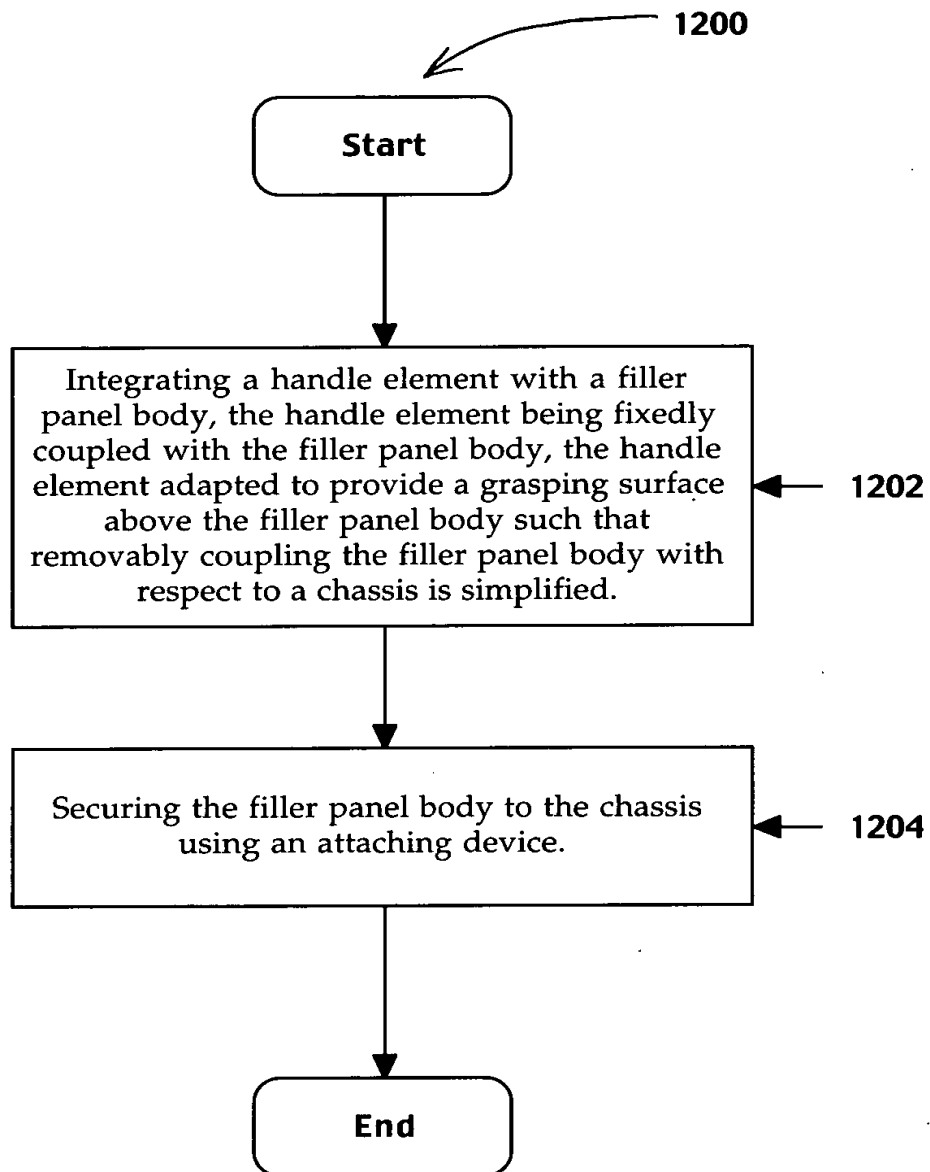 1200
Start
Integrating a handle element with a filler
panel body, the handle element being fixedly
coupled with the filler panel body, the handle
element adapted to provide a grasping surface
above the filler panel body such that
removably coupling the filler panel body with
respect to a chassis is simplified.
1202
Securing the filler panel body to the chassis
using an attaching device.
1204
End